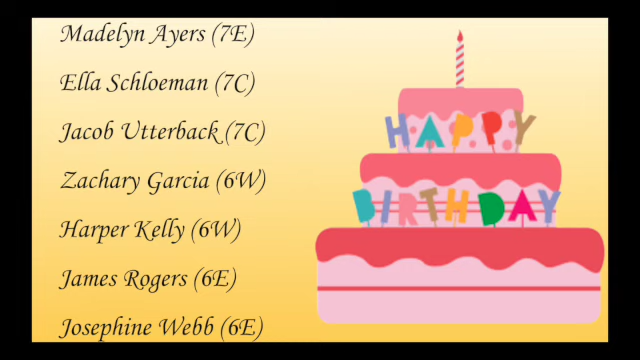 Madelyn Ayers (7E)
Ella Schloeman (7C)
Jacob Utterback (7C)
Zachary Garcia (6W)
Harper Kelly (6W)
James Rogers (6E)
Josephine Webb (6E)
HAPPY
BIRTHDAY